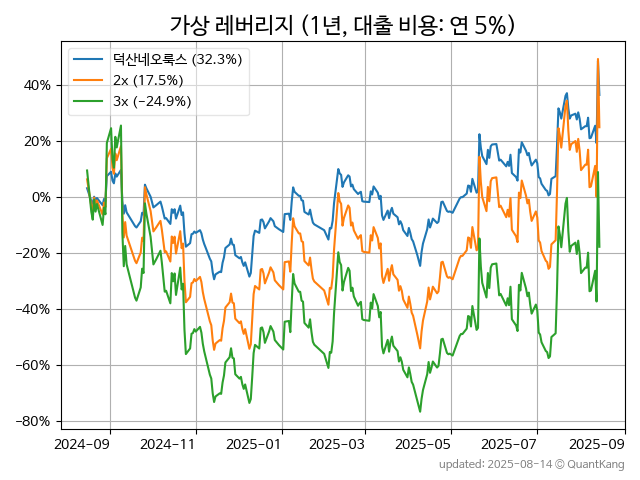 가상 레버리지 (1년, 대출 비용: 연 5%)
덕산네오룩스 (32.3%)
2x (17.5%)
3x (−24.9%)
40%
20%
0%
−20%
−40%
−60%
−80%
2024-09 2024-11 2025-01 2025-03 2025-05 2025-07 2025-09
updated: 2025-08-14 © QuantKang